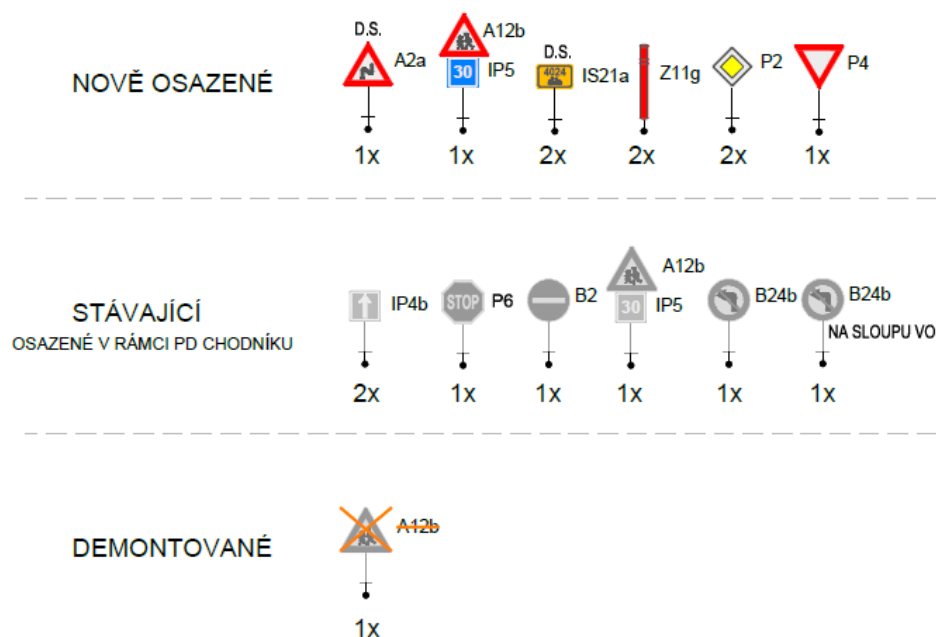 D.S.
A2a
A12b
30
IP5
D.S.
4024
IS21a
Z11g
P2
P4
NOVĚ OSAZENÉ
1x 1x 2x 2x 2x 1x
STÁVAJÍCÍ
OSAZENÉ V RÁMCI PD CHODNÍKU
IP4b
STOP
P6
B2
A12b
30
IP5
B24b
B24b
NA SLOUPU VO
2x 1x 1x 1x 1x 1x
DEMONTOVANÉ
A12b
1x